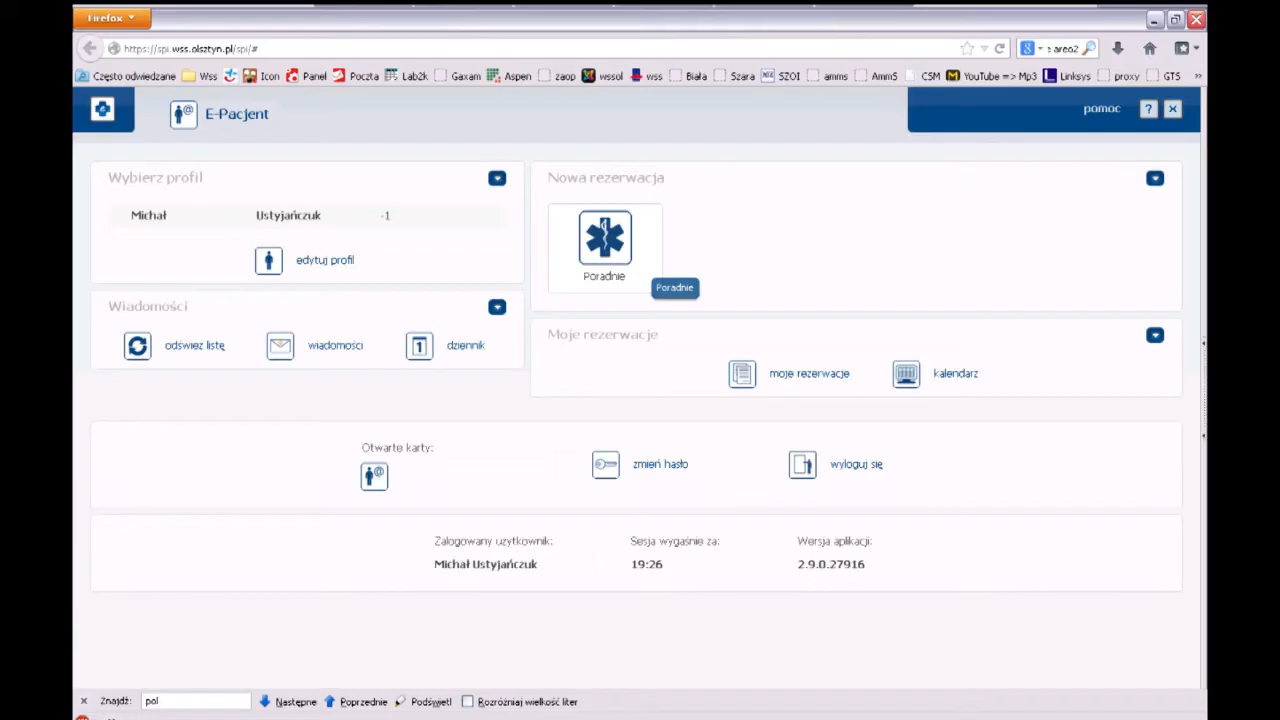 Firefox
https://spi.wss.olsztyn.pl/spi/#
Często odwiedzane Wss Icon Panel Poczta Lab2k Gaxam Aspen zaop wssol wss Biała Szara SZOI amms AmmS CSM YouTube => Mp3 Linksys proxy GTS »
E-Pacjent
pomoc ?
Wybierz profil
Michał Ustyjańczuk -1
edytuj profil
Wiadomości
odśwież listę wiadomości 1 dziennik
Nowa rezerwacja
Poradnie
Poradnie
Moje rezerwacje
moje rezerwacje kalendarz
Otwarte karty:
zmień hasło wyloguj się
Zalogowany użytkownik: Sesja wygaśnie za: Wersja aplikacji:
Michał Ustyjańczuk 19:26 2.9.0.27916
Znajdź: pol Następne Poprzednie Podświetl Rozróżniaj wielkość liter